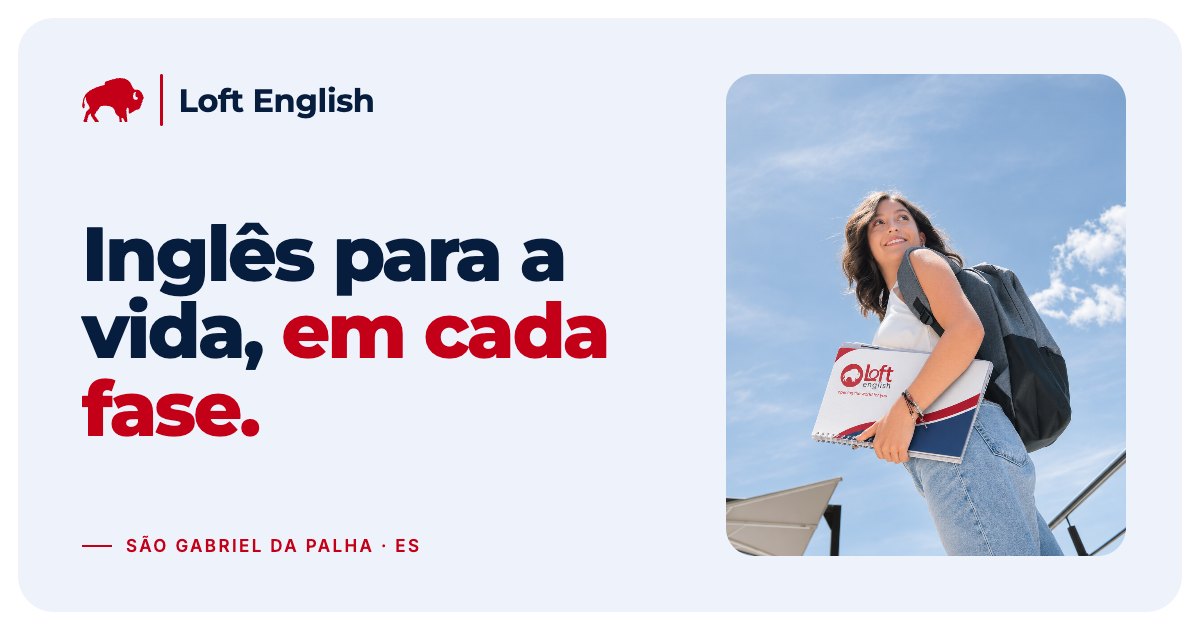 Loft English
Inglês para a
vida, em cada
fase.
SÃO GABRIEL DA PALHA · ES
Loft
english